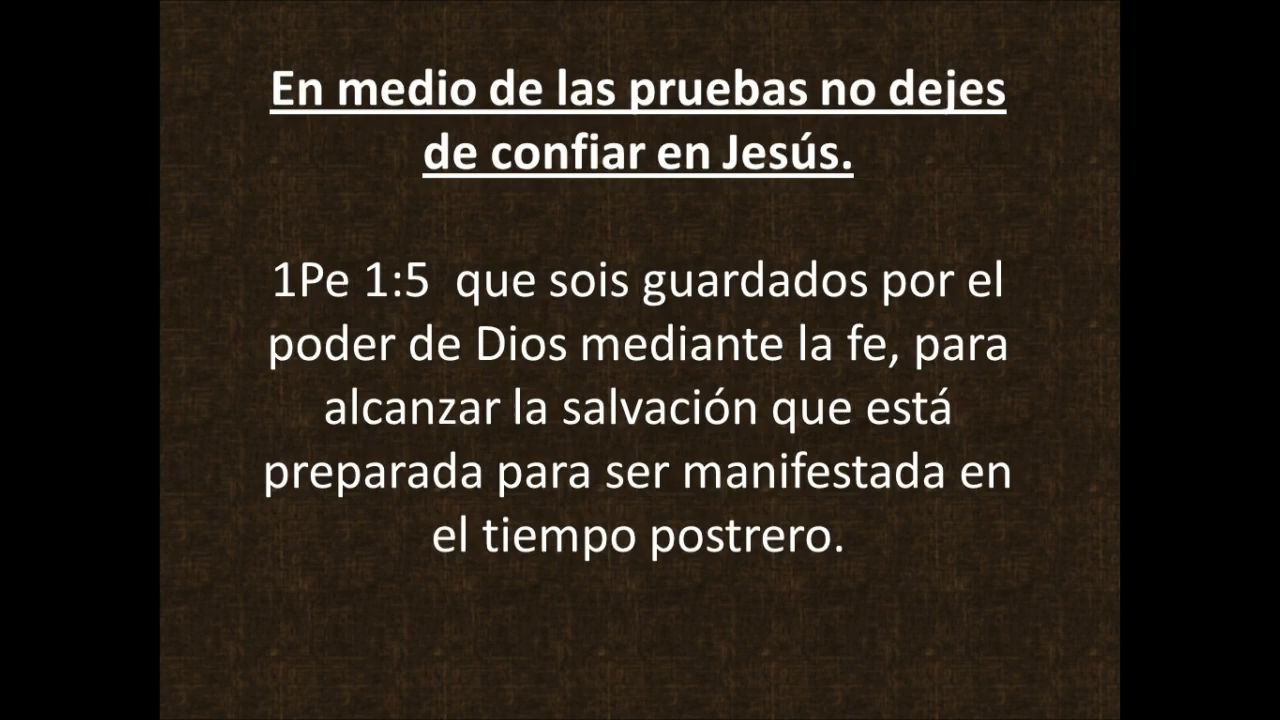 En medio de las pruebas no dejes
de confiar en Jesús.
1Pe 1:5  que sois guardados por el
poder de Dios mediante la fe, para
alcanzar la salvación que está
preparada para ser manifestada en
el tiempo postrero.